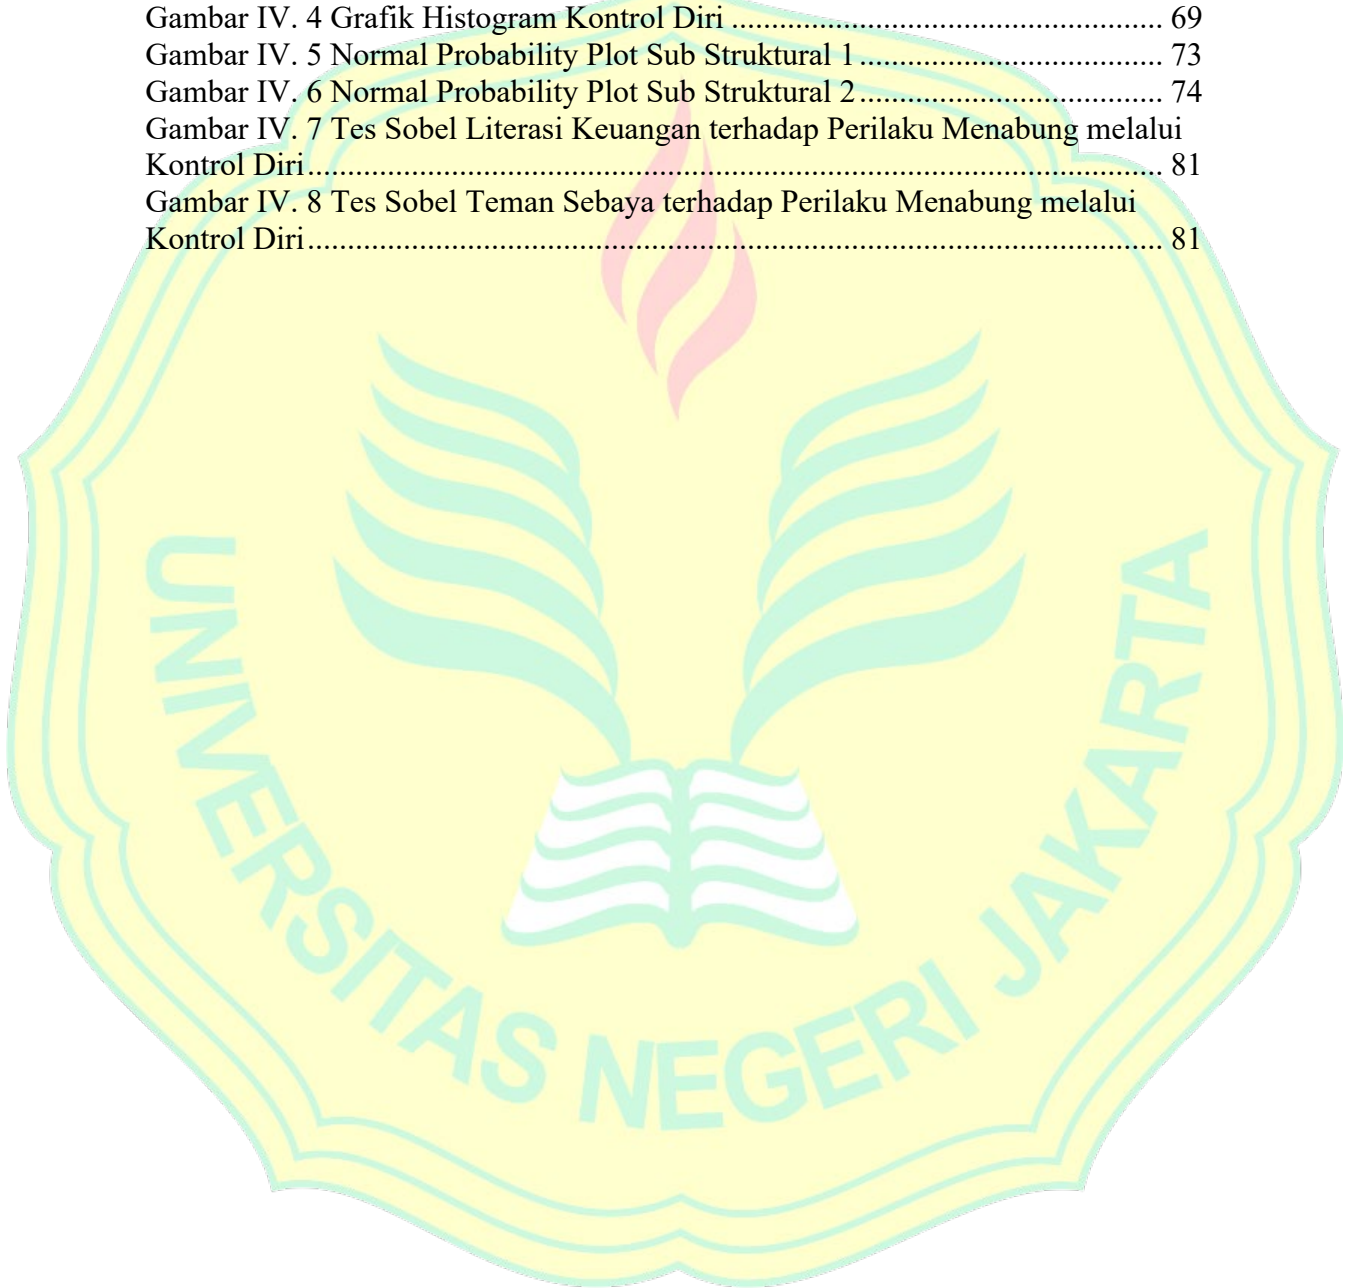 Gambar IV. 4 Grafik Histogram Kontrol Diri ...................................................... 69
Gambar IV. 5 Normal Probability Plot Sub Struktural 1 ...................................... 73
Gambar IV. 6 Normal Probability Plot Sub Struktural 2 ...................................... 74
Gambar IV. 7 Tes Sobel Literasi Keuangan terhadap Perilaku Menabung melalui
Kontrol Diri ........................................................................................................... 81
Gambar IV. 8 Tes Sobel Teman Sebaya terhadap Perilaku Menabung melalui
Kontrol Diri ........................................................................................................... 81
UNIVERSITAS NEGERI JAKARTA